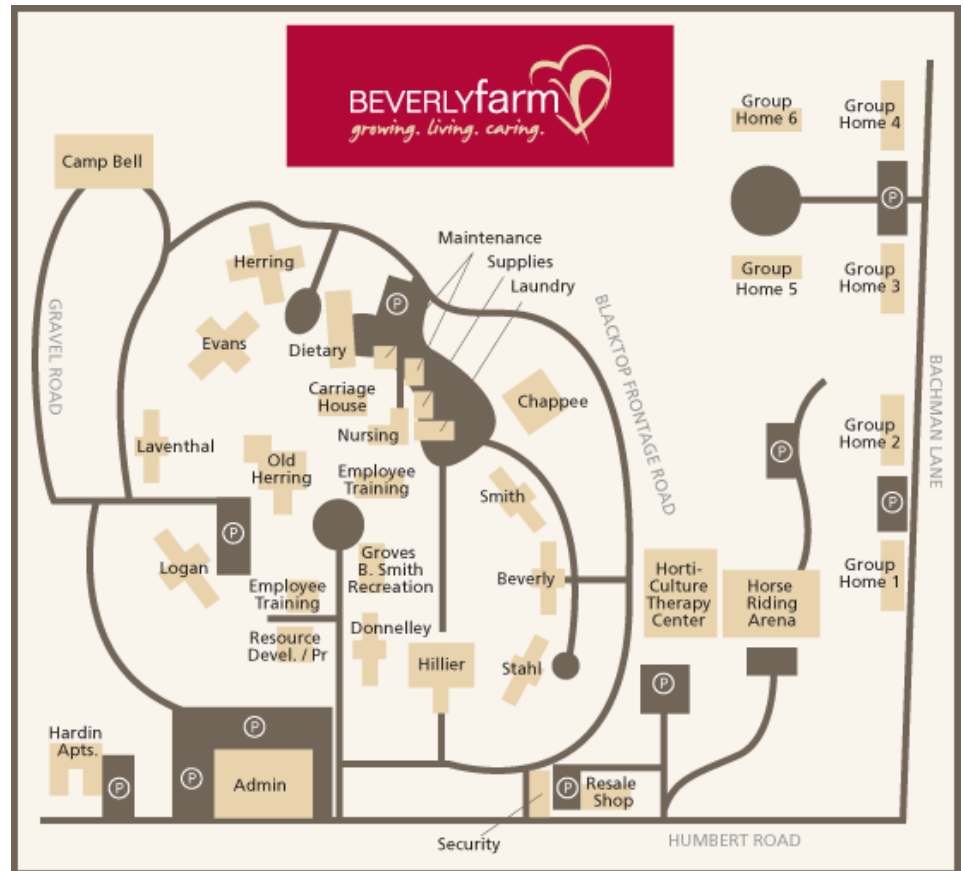 BEVERLYfarm
growing. living. caring.
Group
Home 6
Group
Home 4
Camp Bell
P
Maintenance
Supplies
Laundry
Herring
P
Group
Home 5
Group
Home 3
GRAVEL ROAD
Evans
Dietary
BLACKTOP FRONTAGE ROAD
BACHMAN LANE
Carriage
House
Chappee
Nursing
Laventhal
Old
Herring
Employee
Training
Smith
P
Group
Home 2
P
P
Logan
Groves
B. Smith
Recreation
Employee
Training
Beverly
Horti-
Culture
Therapy
Center
Horse
Riding
Arena
Group
Home 1
Resource
Devel. / Pr
Donnelley
Hillier
Stahl
P
Hardin
Apts.
P
P
P
Admin
P
Resale
Shop
Security
HUMBERT ROAD